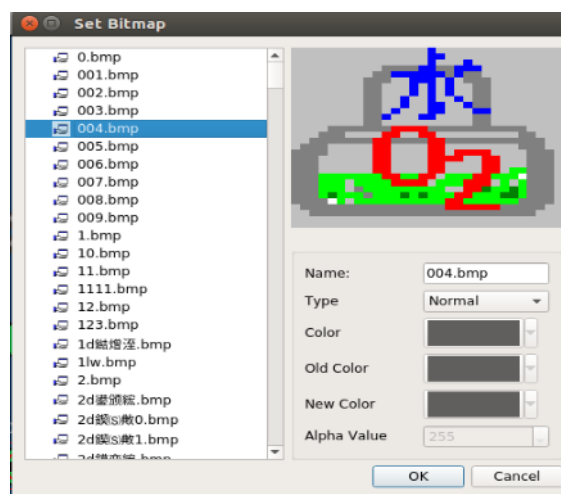 Set Bitmap
0.bmp
001.bmp
002.bmp
003.bmp
004.bmp
005.bmp
006.bmp
007.bmp
008.bmp
009.bmp
1.bmp
10.bmp
11.bmp
1111.bmp
12.bmp
123.bmp
1lw.bmp
2.bmp
水
O2
Name: 004.bmp
Type Normal
Color
Old Color
New Color
Alpha Value 255
OK Cancel